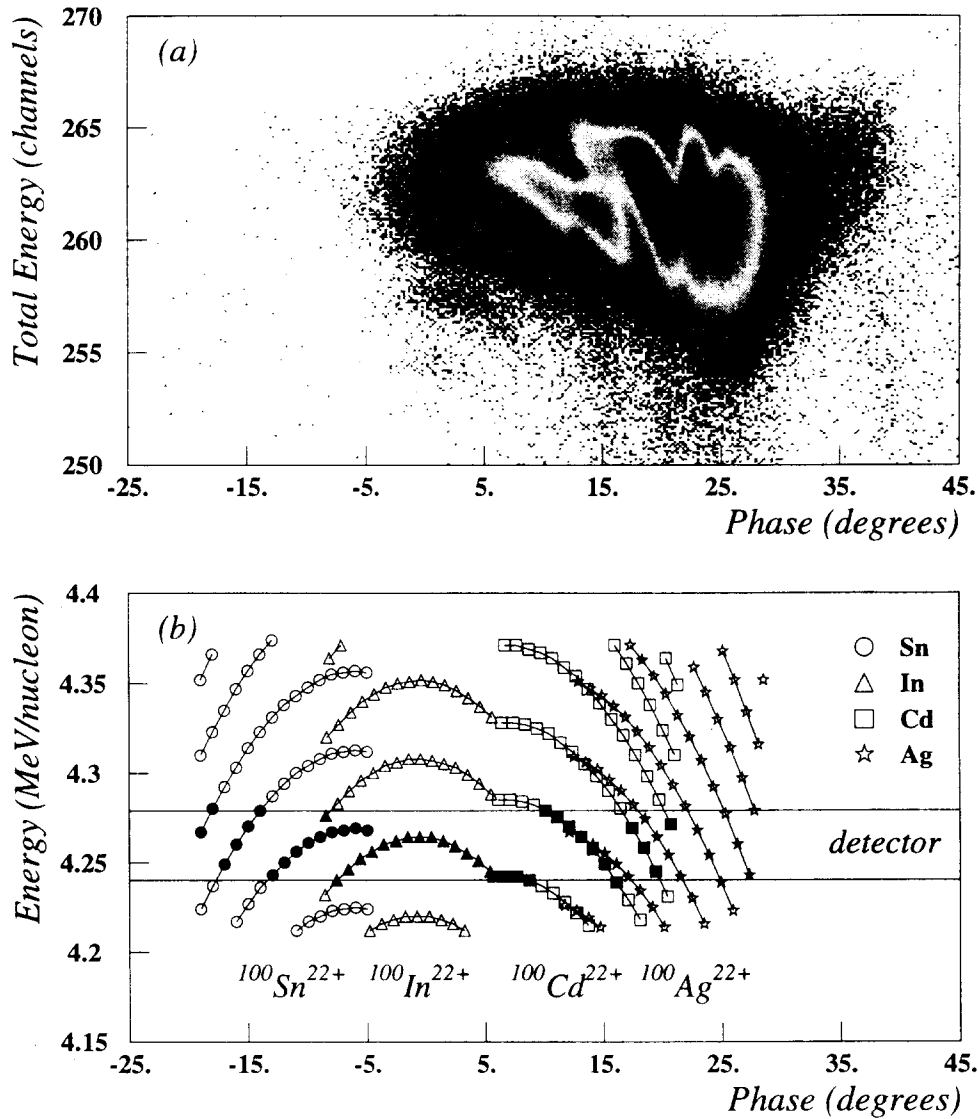 270
(a)
265
260
255
250
Total Energy (channels)
-25. -15. -5. 5. 15. 25. 35. 45.
Phase (degrees)
4.4
(b)
Sn
In
Cd
Ag
4.35
4.3
detector
4.25
4.2
100Sn22+ 100In22+ 100Cd22+ 100Ag22+
4.15
Energy (MeV/nucleon)
-25. -15. -5. 5. 15. 25. 35. 45.
Phase (degrees)